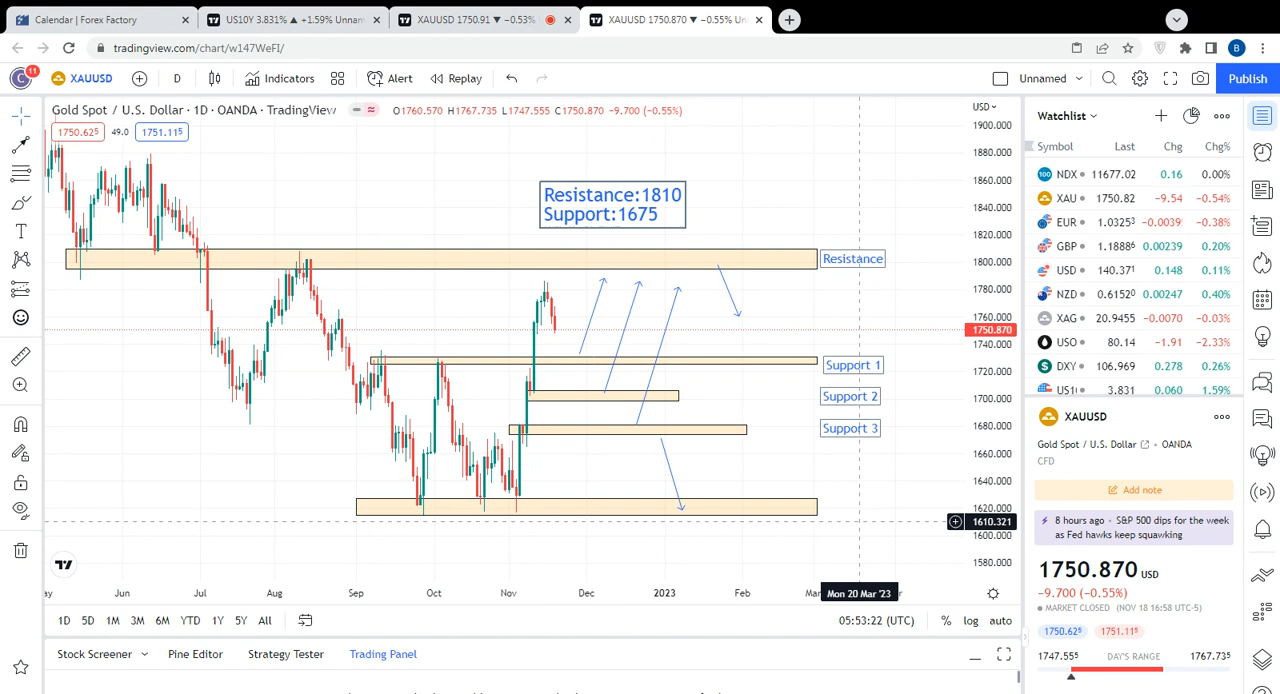 Calendar | Forex Factory
US10Y 3.831% ▲ +1.59% Unnam
XAUUSD 1750.91 ▼ −0.53%
XAUUSD 1750.870 ▼ −0.55% Un
tradingview.com/chart/w147WeFI/
B
C 11
XAUUSD
D
Indicators
Alert
Replay
Unnamed
Publish
Gold Spot / U.S. Dollar · 1D · OANDA · TradingView
O1760.570 H1767.735 L1747.555 C1750.870 −9.700 (−0.55%)
1750.625 49.0 1751.115
USD
1900.000
1880.000
1860.000
1840.000
1820.000
1800.000
1780.000
1760.000
1750.870
1740.000
1720.000
1700.000
1680.000
1660.000
1640.000
1620.000
1610.321
1600.000
1580.000
Resistance:1810
Support:1675
Resistance
Support 1
Support 2
Support 3
Jun Jul Aug Sep Oct Nov Dec 2023 Feb
Mon 20 Mar '23
1D 5D 1M 3M 6M YTD 1Y 5Y All
05:53:22 (UTC)
% log auto
Stock Screener
Pine Editor
Strategy Tester
Trading Panel
Watchlist
Symbol Last Chg Chg%
NDX 11677.02 0.16 0.00%
XAU 1750.82 −9.54 −0.54%
EUR 1.03253 −0.0039 −0.38%
GBP 1.18886 0.00239 0.20%
USD 140.371 0.148 0.11%
NZD 0.61520 0.00247 0.40%
XAG 20.9455 −0.0070 −0.03%
USO 80.14 −1.91 −2.33%
DXY 106.969 0.278 0.26%
US1 3.831 0.060 1.59%
XAUUSD
Gold Spot / U.S. Dollar • OANDA
CFD
Add note
8 hours ago · S&P 500 dips for the week
as Fed hawks keep squawking
1750.870 USD
−9.700 (−0.55%)
MARKET CLOSED (NOV 18 16:58 UTC-5)
1750.625 1751.115
1747.555 DAY'S RANGE 1767.735